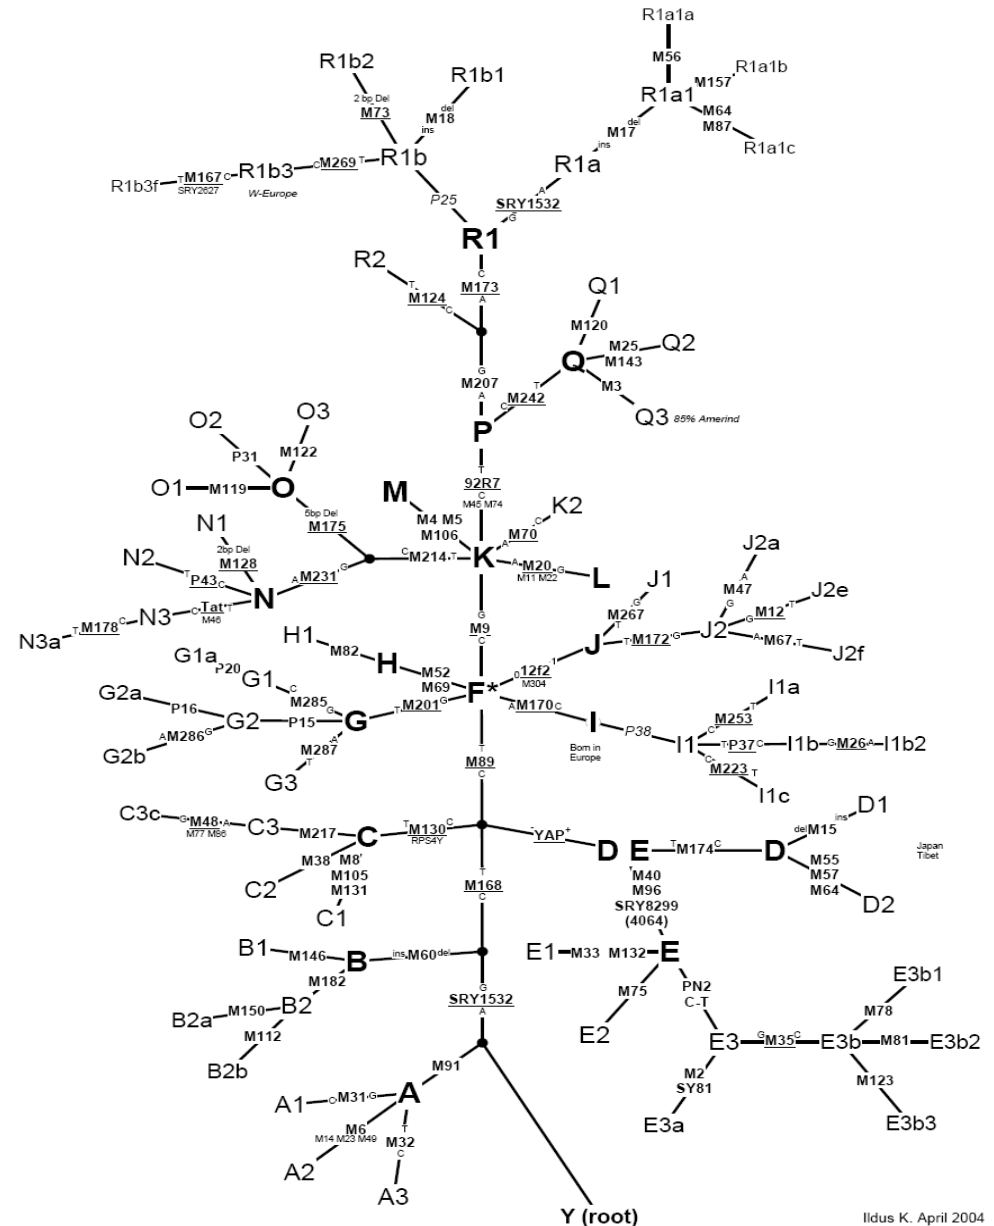 R1a1a
M56
R1b2
R1b1
R1a1b
M157
2 bp Del
M73
del
M18
ins
R1a1
M64
M87
del
M17
ins
R1a1c
R1b
R1a
R1b3f
T M167 C
SRY2627
R1b3
W-Europe
C M269 T
P25
A
SRY1532
G
R1
R2
T
M124
C
C
M173
A
Q1
M120
M25
M143
Q2
Q
M3
Q3
85% Amerind
G
M207
A
T
M242
C
P
O3
O2
M122
P31
O1
M119
O
T
92R7
C
M45 M74
M
M4 M5
M106
K2
C
M70
A
5bp Del
M175
N1
2bp Del
M128
N2
T P43 C
A M231 G
C M214 T
K
A M20 G
M11 M22
L
N
N3a
T M178 C
N3
C Tat T
M46
G
M9
C
J1
G
M267
T
J2a
A
M47
G
J2e
G M12 T
J
T M172 G
J2
A M67 T
J2f
H1
M82
H
M52
M69
0 12f2 1
M304
G1a
P20
G1
C
M285
G
G2a
P16
G2
P15
G
T M201 G
F*
A M170 C
I
Born in
Europe
P38
I1
I1a
C M253 T
T P37 C
I1b
G M26 A
I1b2
C M223 T
I1c
G2b
A M286 G
A
M287
T
G3
T
M89
C
C3c
G M48 A
M77 M86
C3
M217
C
T M130 C
RPS4Y
- YAP +
D E
T M174 C
D
del M15 ins
D1
M55
M57
M64
D2
Japan
Tibet
M38
C2
M8
M105
M131
C1
T
M168
C
M40
M96
SRY8299
(4064)
B1
M146
B
ins M60 del
E1
M33
M132
E
M182
B2a
M150
B2
M112
B2b
G
SRY1532
A
M75
E2
PN2
C-T
E3b1
M78
E3
G M35 C
E3b
M81
E3b2
M2
SY81
E3a
M123
E3b3
M91
A1
C M31 G
A
M6
M14 M23 M49
A2
T
M32
C
A3
Y (root)
Ildus K. April 2004